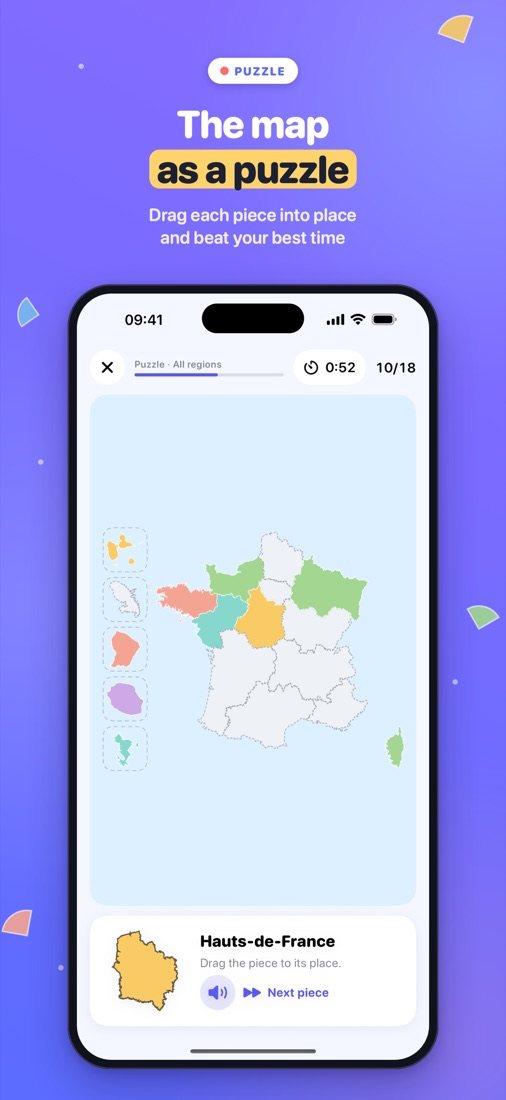 PUZZLE
The map
as a puzzle
Drag each piece into place
and beat your best time
09:41
Puzzle · All regions
0:52
10/18
Hauts-de-France
Drag the piece to its place.
Next piece